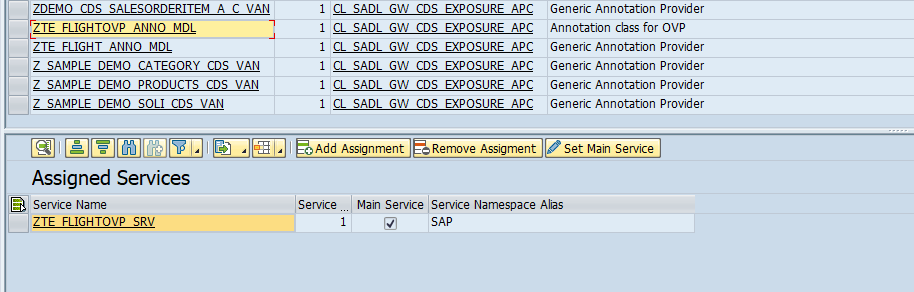 ZDEMO_CDS_SALESORDERITEM_A_C_VAN 1 CL_SADL_GW_CDS_EXPOSURE_APC Generic Annotation Provider
ZTE_FLIGHTOVP_ANNO_MDL 1 CL_SADL_GW_CDS_EXPOSURE_APC Annotation class for OVP
ZTE_FLIGHT_ANNO_MDL 1 CL_SADL_GW_CDS_EXPOSURE_APC Generic Annotation Provider
Z_SAMPLE_DEMO_CATEGORY_CDS_VAN 1 CL_SADL_GW_CDS_EXPOSURE_APC Generic Annotation Provider
Z_SAMPLE_DEMO_PRODUCTS_CDS_VAN 1 CL_SADL_GW_CDS_EXPOSURE_APC Generic Annotation Provider
Z_SAMPLE_DEMO_SOLI_CDS_VAN 1 CL_SADL_GW_CDS_EXPOSURE_APC Generic Annotation Provider
Add Assignment Remove Assigment Set Main Service
Assigned Services
Service Name Service ... Main Service Service Namespace Alias
ZTE_FLIGHTOVP_SRV 1 SAP